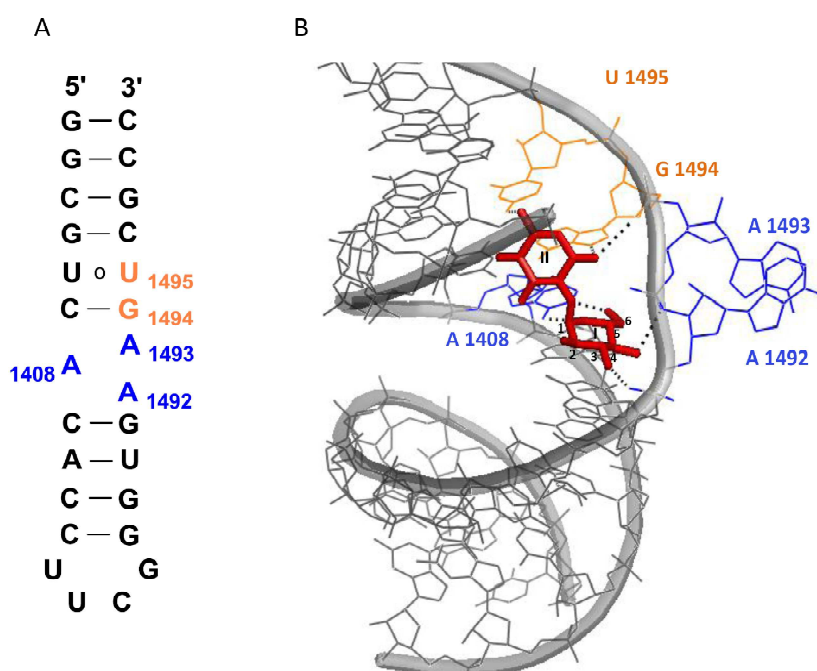 A
B
5' 3'
G – C
G – C
C – G
G – C
U o U 1495
C – G 1494
A 1493
1408 A
A 1492
C – G
A – U
C – G
C – G
U G
U C
U 1495
G 1494
A 1493
II
A 1408
1 I 6
5
2 3 4
A 1492